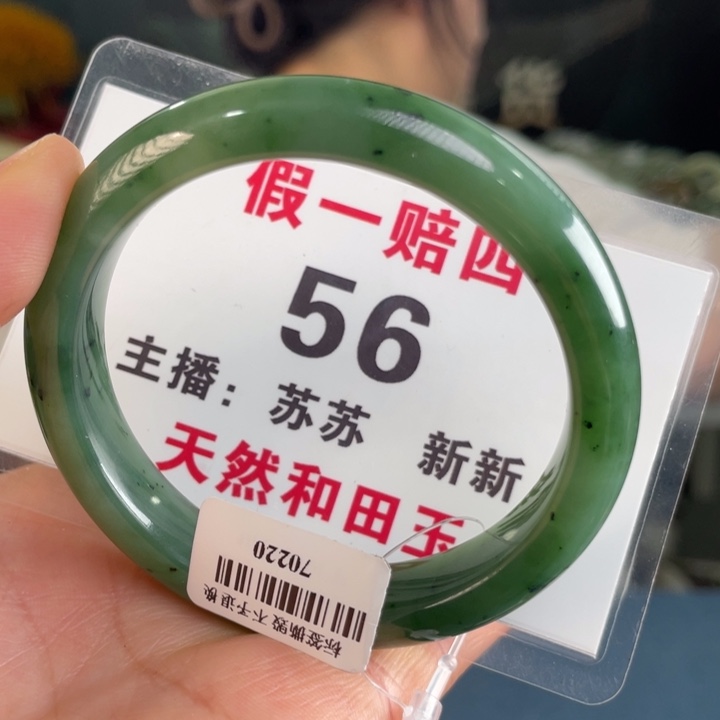 货
假一赔四
56
主播：苏苏 新新
天然和田玉
70220
标签撕毁不予退换